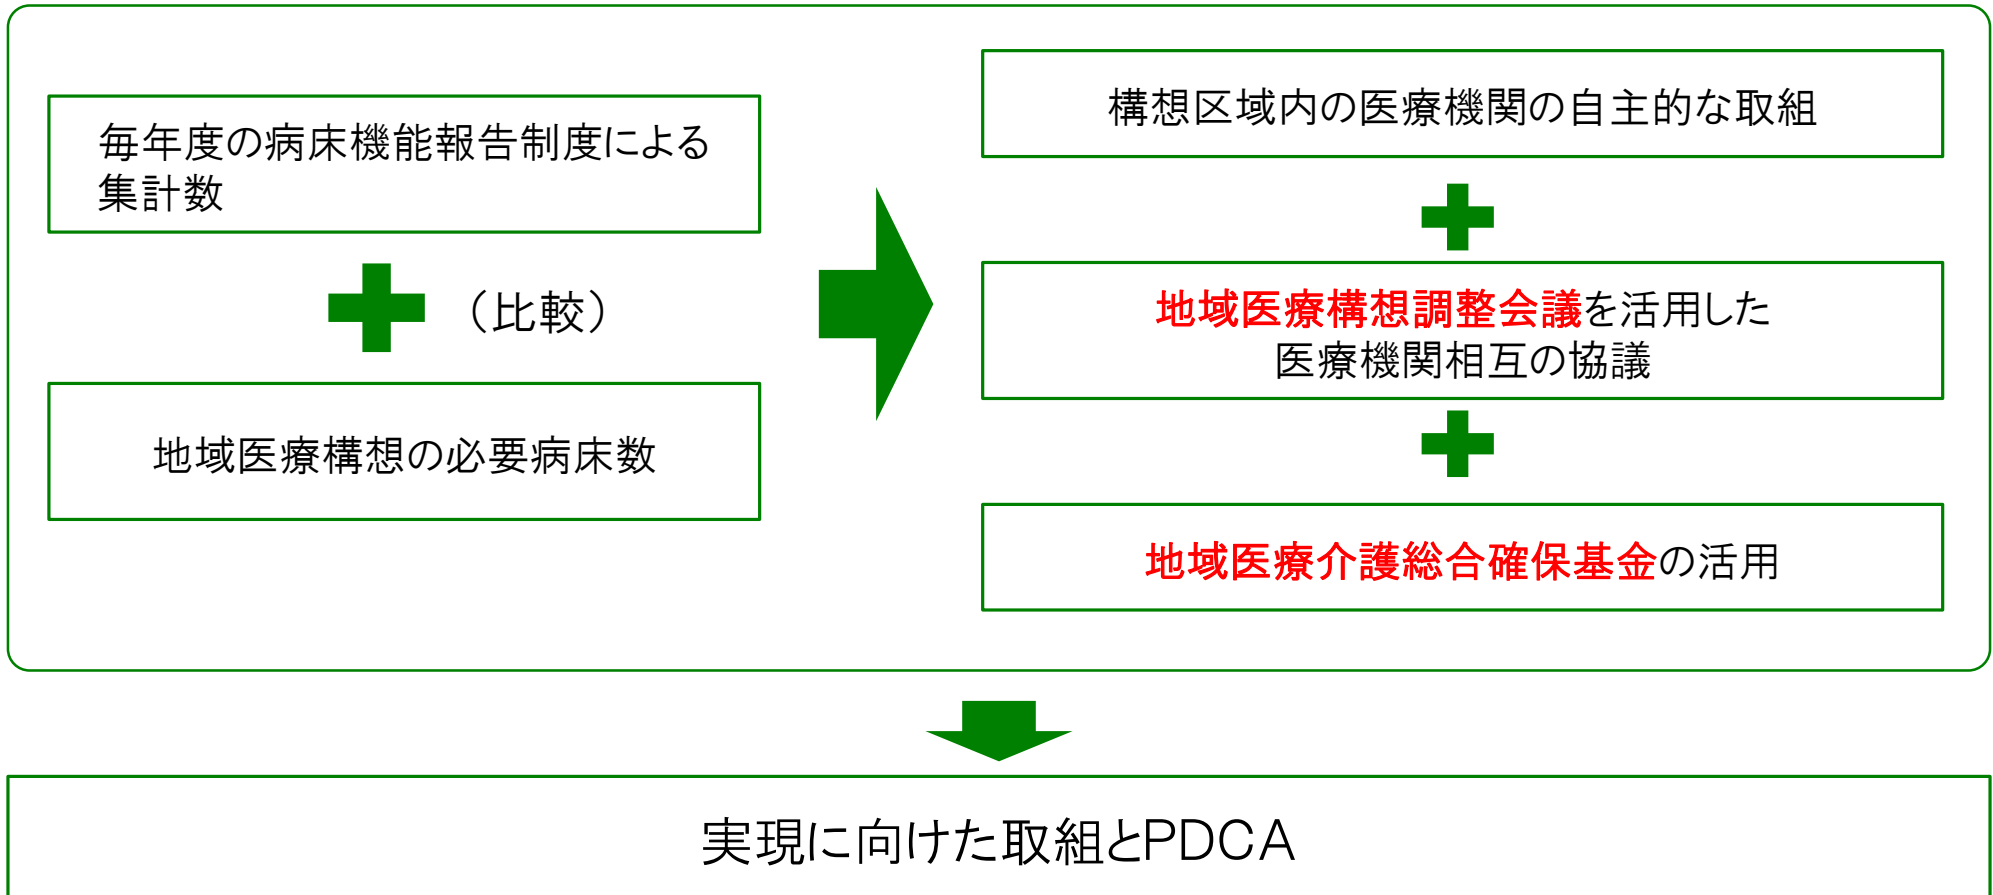 毎年度の病床機能報告制度による
集計数
（比較）
地域医療構想の必要病床数
構想区域内の医療機関の自主的な取組
地域医療構想調整会議を活用した
医療機関相互の協議
地域医療介護総合確保基金の活用
実現に向けた取組とPDCA